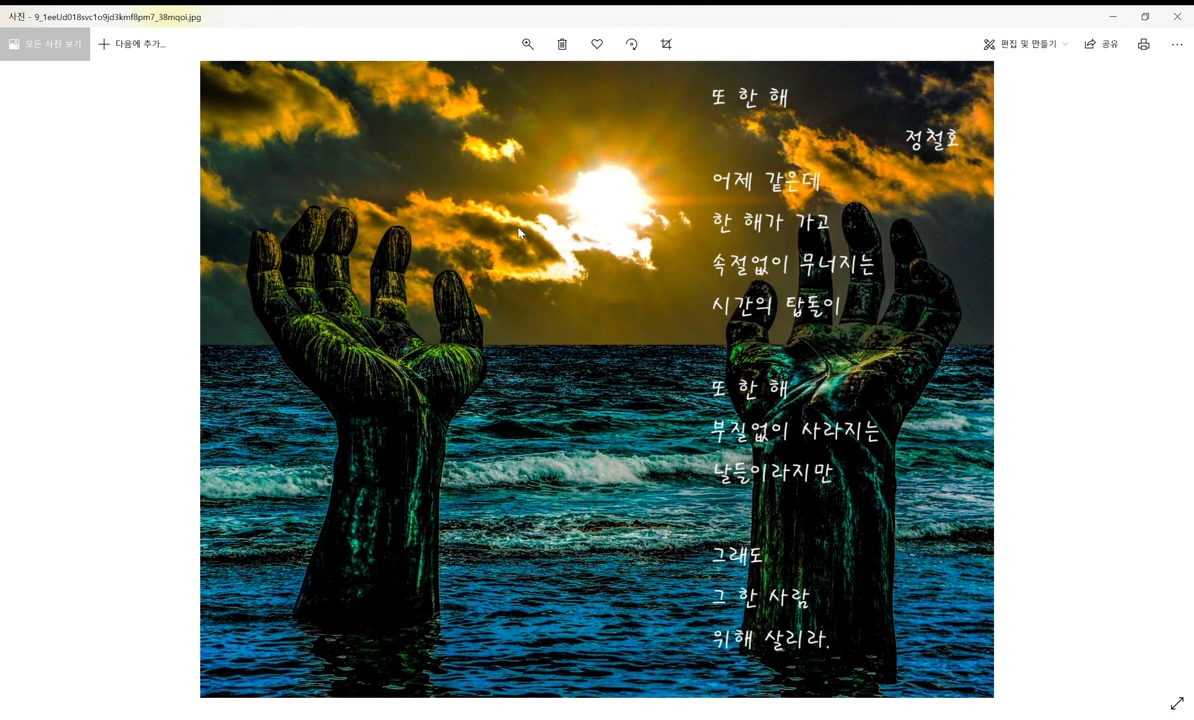 사진 - 9_1eeUd018svc1o9jd3kmf8pm7_38mqoi.jpg
모든 사진 보기
다음에 추가...
편집 및 만들기
공유
또 한 해
정철호
어제 같은데
한 해가 가고
속절없이 무너지는
시간의 탑돌이
또 한 해
부질없이 사라지는
날들이라지만
그래도
그 한 사람
위해 살리라.